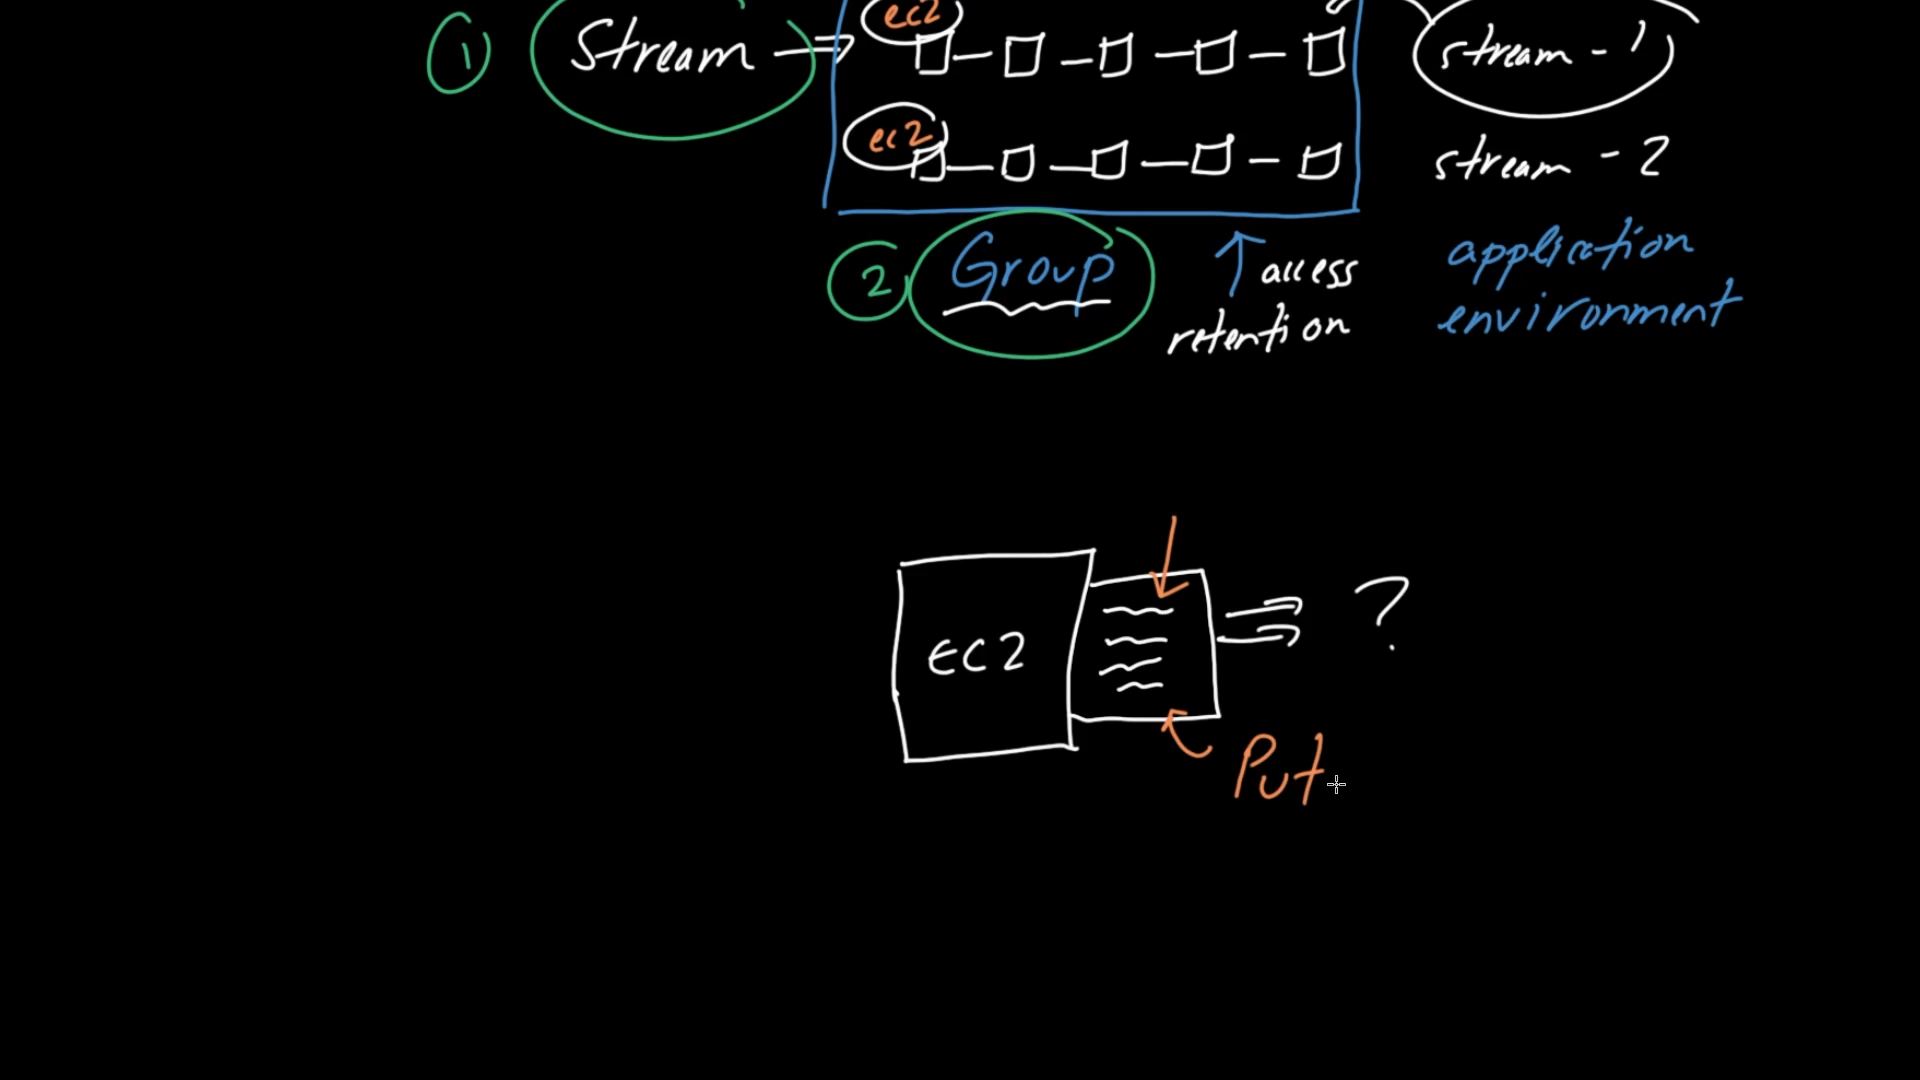 1 Stream ec2 stream - 1
ec2 stream - 2
2 Group access application
retention environment
EC2 ?
Put